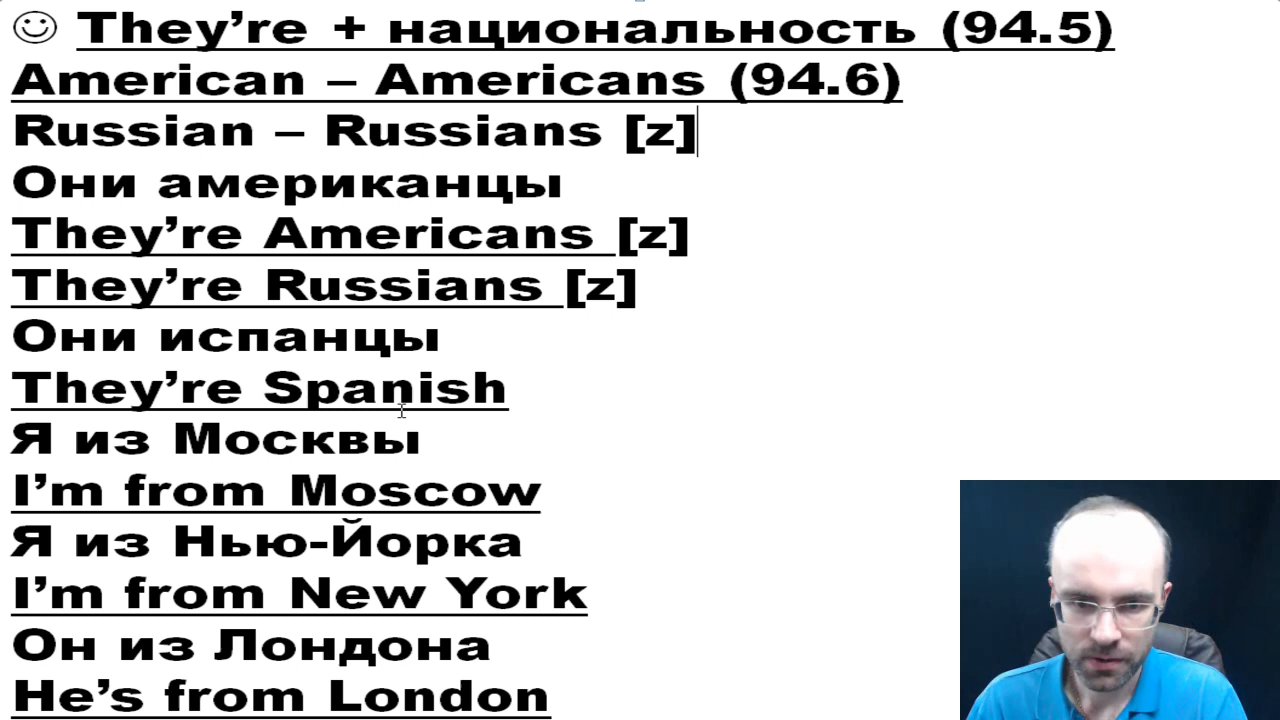 ☺ They’re + национальность (94.5)
American – Americans (94.6)
Russian – Russians [z]
Они американцы
They’re Americans [z]
They’re Russians [z]
Они испанцы
They’re Spanish
Я из Москвы
I’m from Moscow
Я из Нью-Йорка
I’m from New York
Он из Лондона
He’s from London